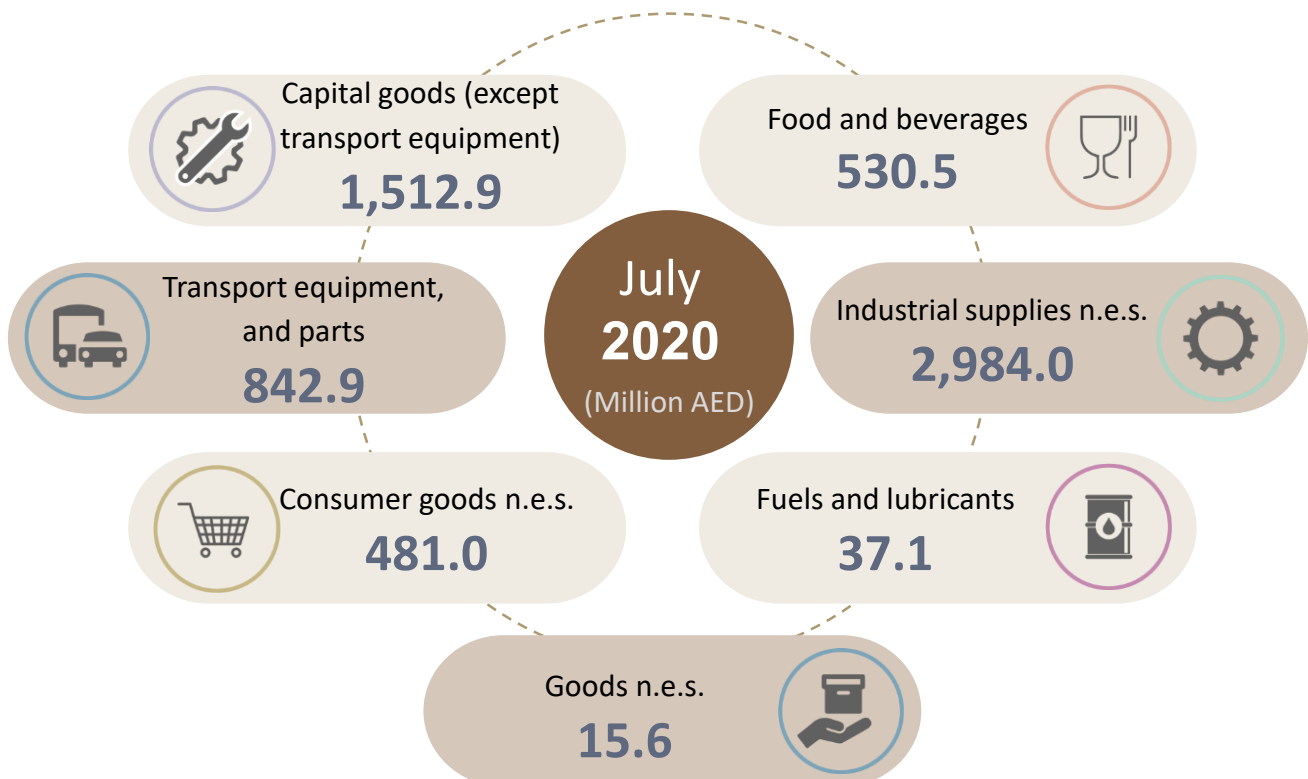 Capital goods (except
transport equipment)
1,512.9
Food and beverages
530.5
July
2020
(Million AED)
Transport equipment,
and parts
842.9
Industrial supplies n.e.s.
2,984.0
Consumer goods n.e.s.
481.0
Fuels and lubricants
37.1
Goods n.e.s.
15.6